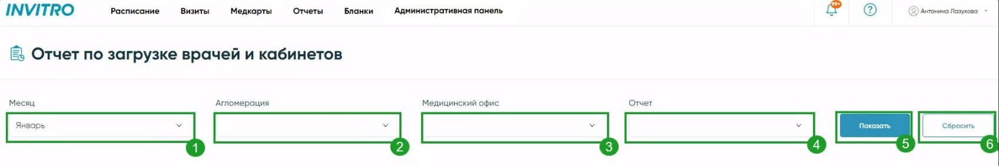 INVITRO Расписание Визиты Медкарты Отчеты Бланки Административная панель 99+ ? Антонина Лазукова
Отчет по загрузке врачей и кабинетов
Месяц Агломерация Медицинский офис Отчет
Январь Показать Сбросить
1 2 3 4 5 6